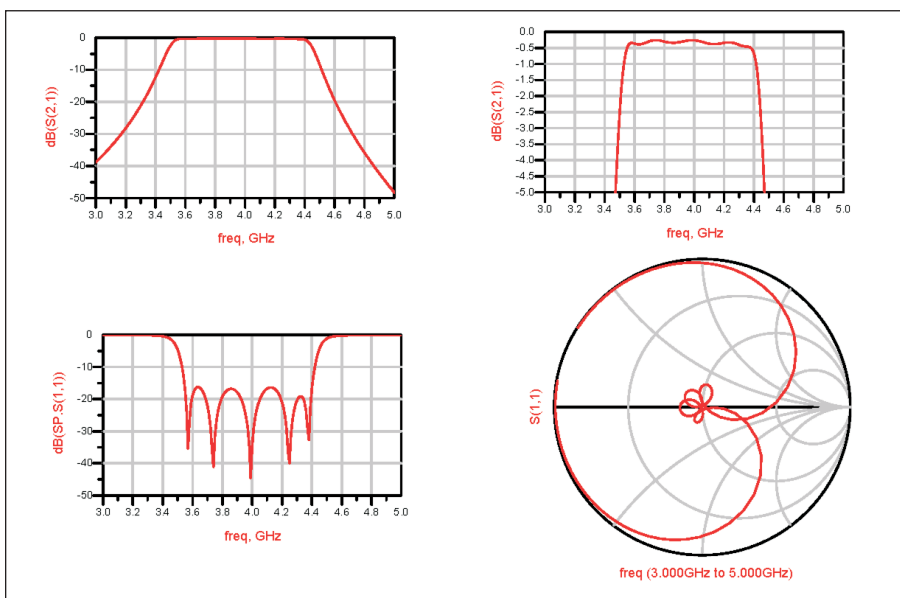 dB(S(2,1))
0
-10
-20
-30
-40
-50
3.0 3.2 3.4 3.6 3.8 4.0 4.2 4.4 4.6 4.8 5.0
freq, GHz
dB(S(2,1))
0.0
-0.5
-1.0
-1.5
-2.0
-2.5
-3.0
-3.5
-4.0
-4.5
-5.0
3.0 3.2 3.4 3.6 3.8 4.0 4.2 4.4 4.6 4.8 5.0
freq, GHz
dB(SP.S(1,1))
0
-10
-20
-30
-40
-50
3.0 3.2 3.4 3.6 3.8 4.0 4.2 4.4 4.6 4.8 5.0
freq, GHz
S(1,1)
freq (3.000GHz to 5.000GHz)